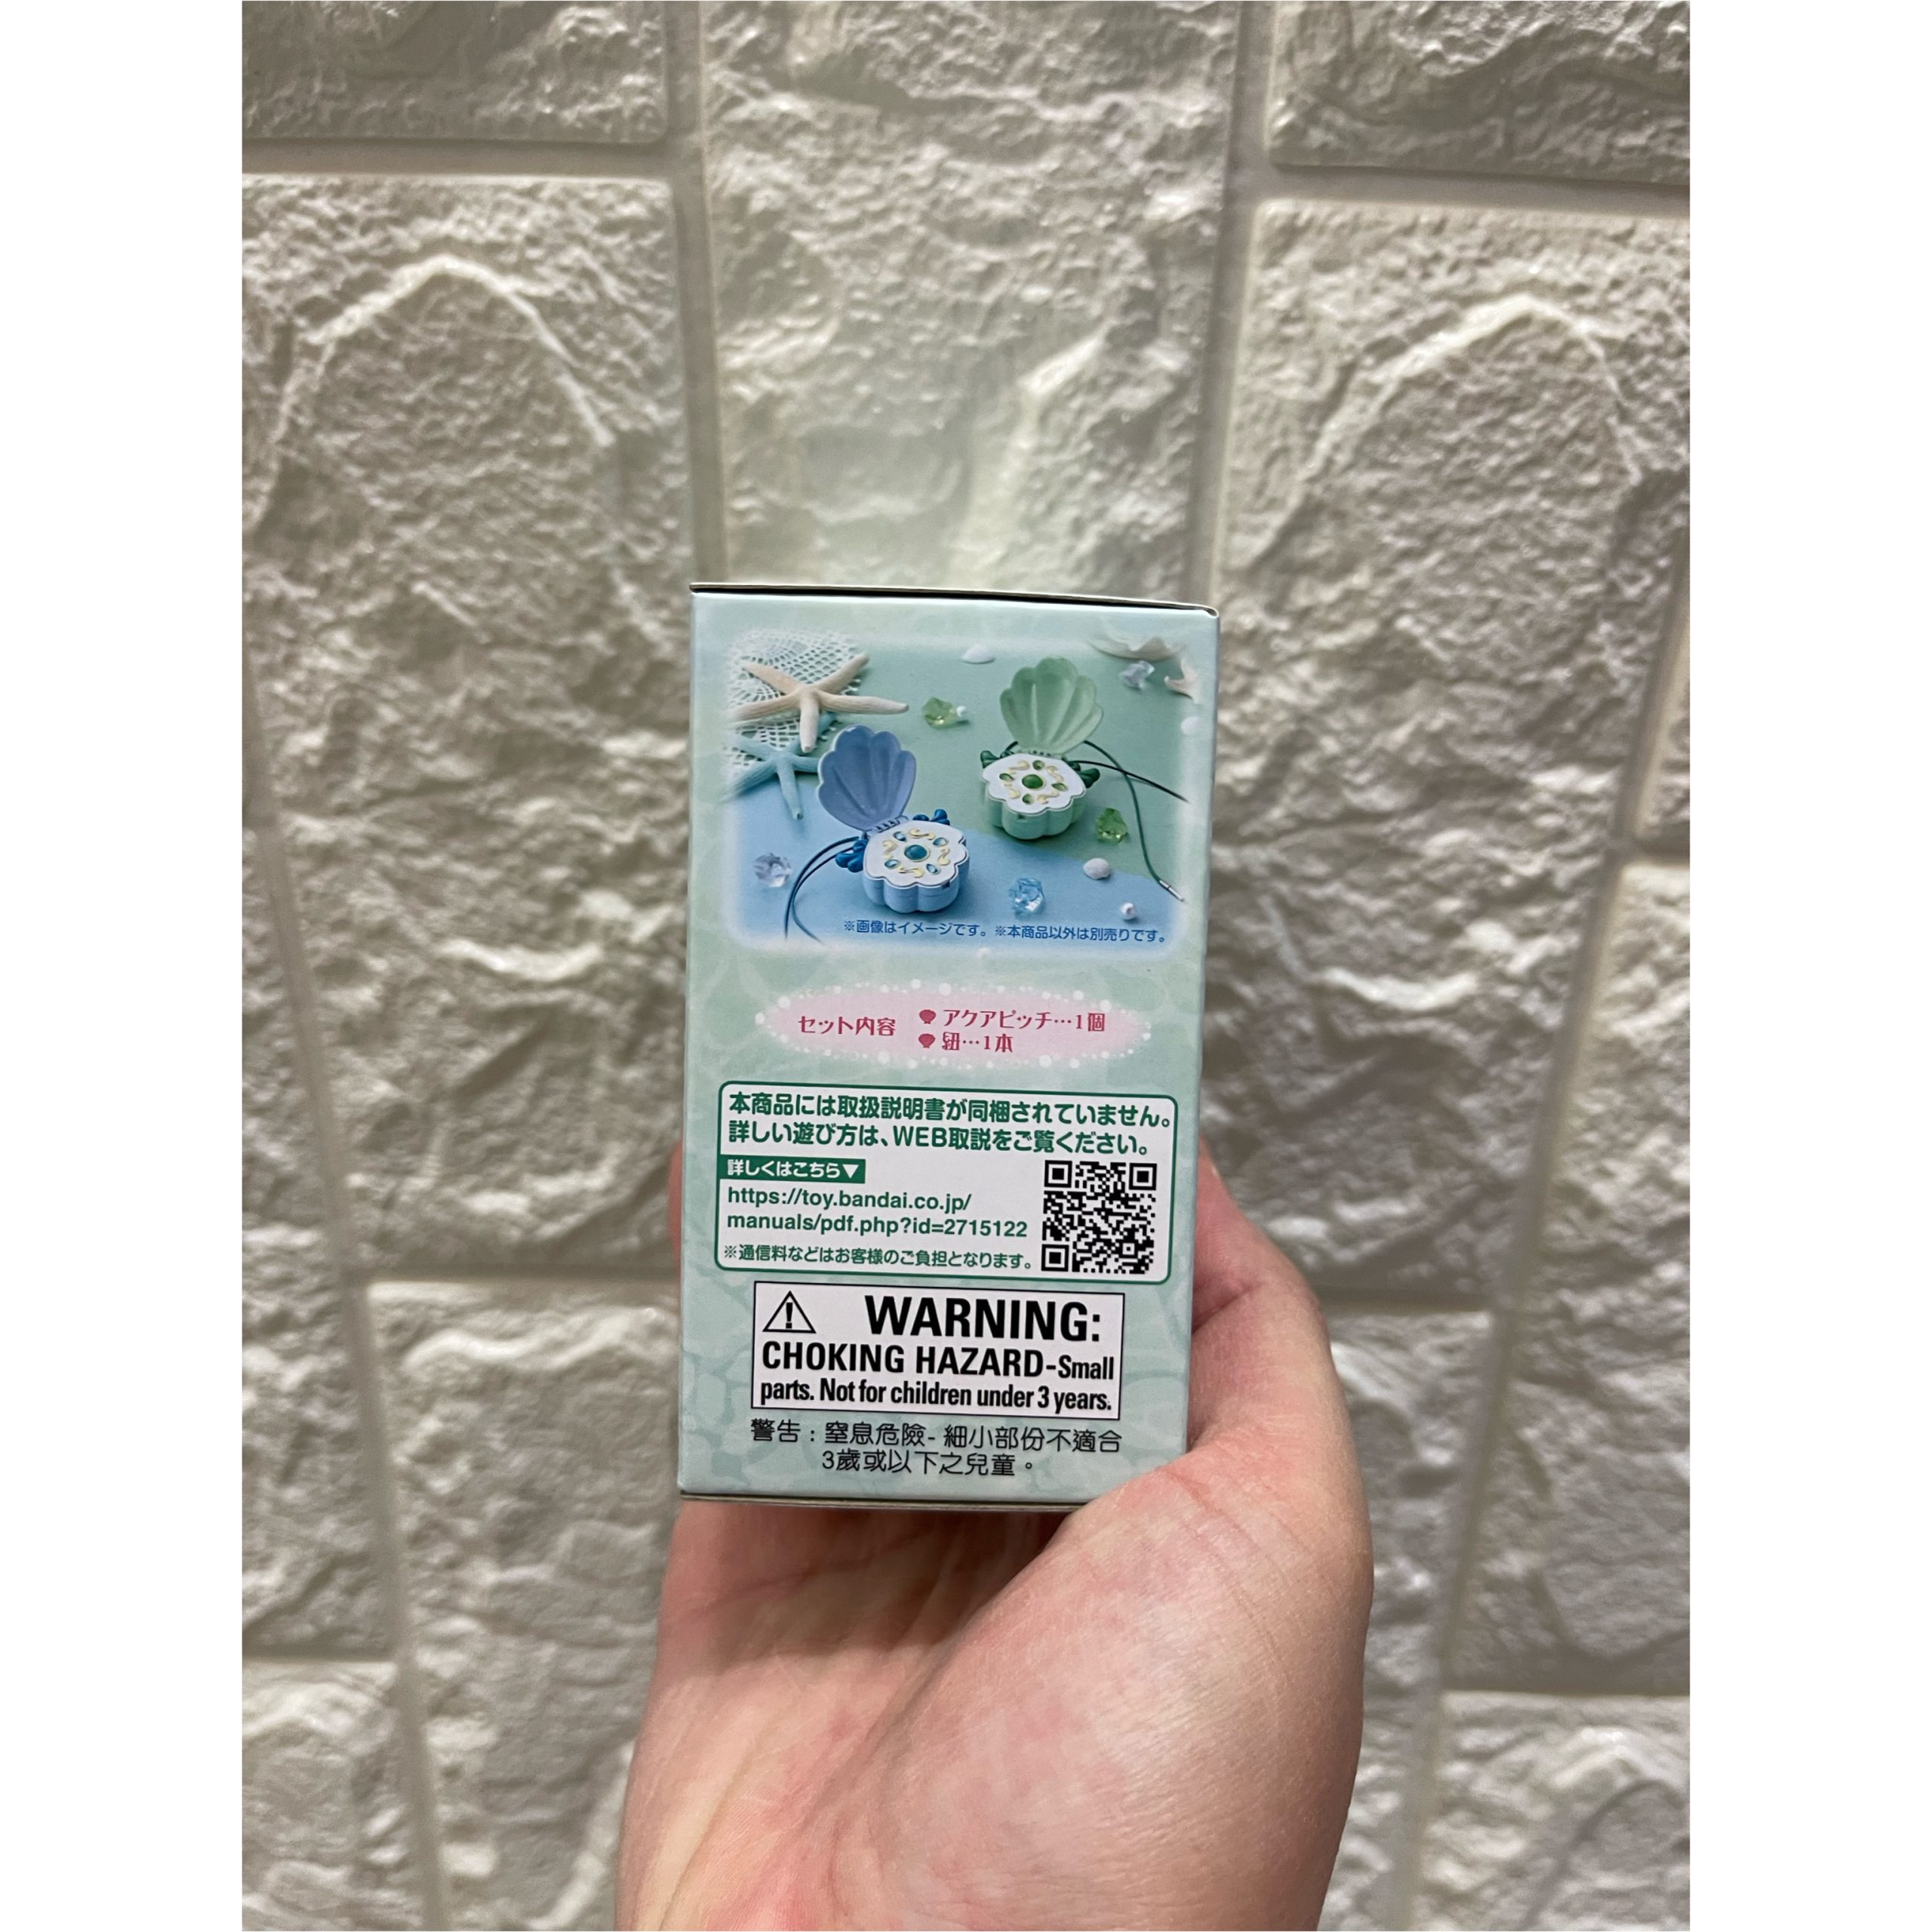 ※画像はイメージです。※本商品以外は別売りです。
セット内容
アクアピッチ…1個
紐…1本
本商品には取扱説明書が同梱されていません。
詳しい遊び方は、WEB取説をご覧ください。
詳しくはこちら▼
https://toy.bandai.co.jp/
manuals/pdf.php?id=2715122
※通信料などはお客様のご負担となります。
WARNING:
CHOKING HAZARD-Small
parts. Not for children under 3 years.
警告：窒息危險- 細小部份不適合
3歲或以下之兒童。